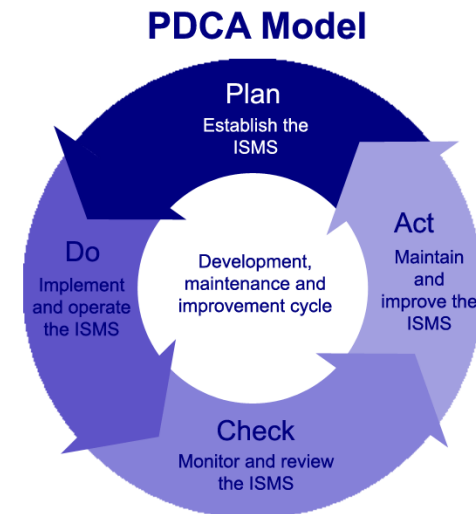 PDCA Model
Plan
Establish the
ISMS
Do
Implement
and operate
the ISMS
Development,
maintenance and
improvement cycle
Act
Maintain
and
improve the
ISMS
Check
Monitor and review
the ISMS